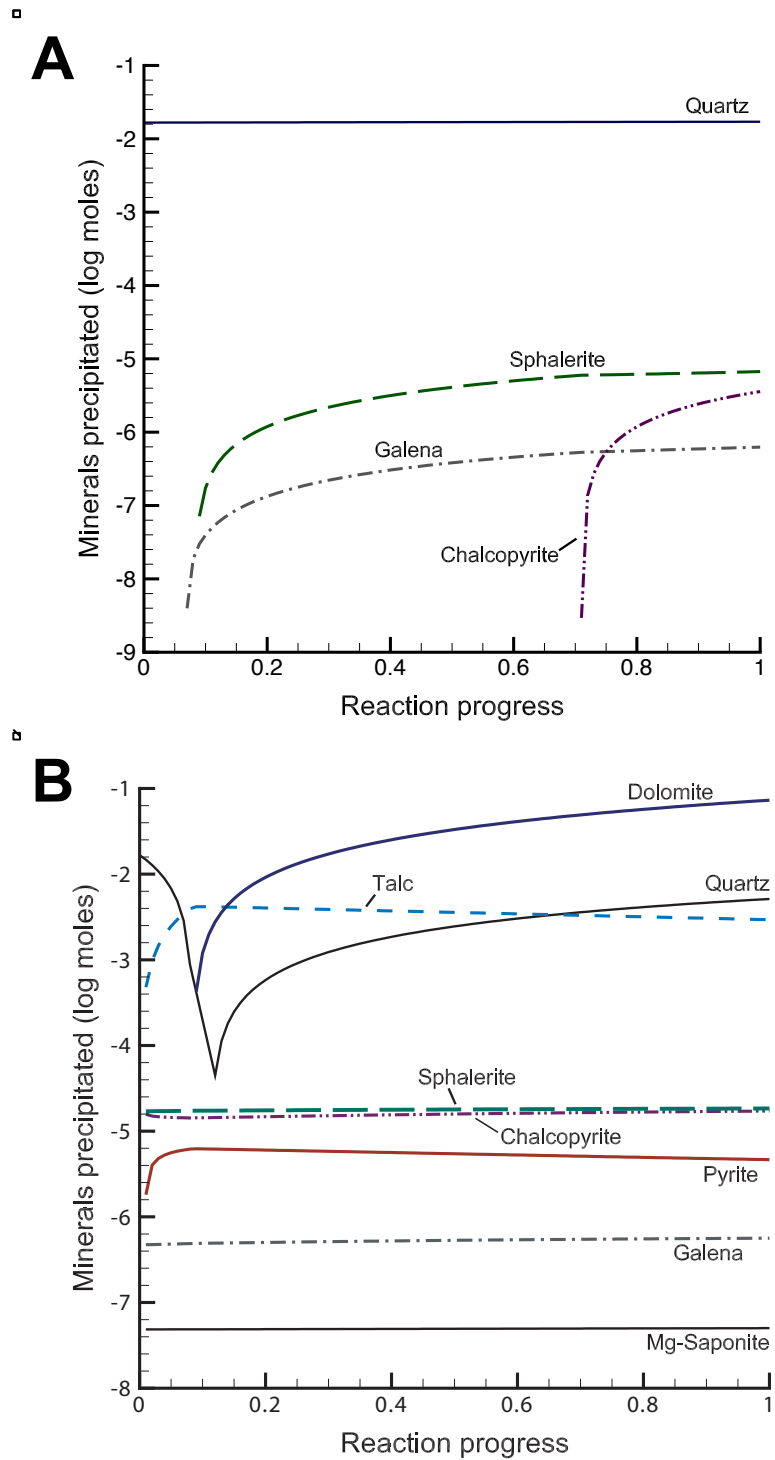 A
-1
Quartz
-2
-3
-4
Minerals precipitated (log moles)
-5
Sphalerite
-6
Galena
-7
Chalcopyrite
-8
-9
0
0.2
0.4
0.6
0.8
1
Reaction progress
B
-1
Dolomite
-2
Talc
Quartz
-3
Minerals precipitated (log moles)
-4
Sphalerite
-5
Chalcopyrite
Pyrite
-6
Galena
-7
Mg-Saponite
-8
0
0.2
0.4
0.6
0.8
1
Reaction progress